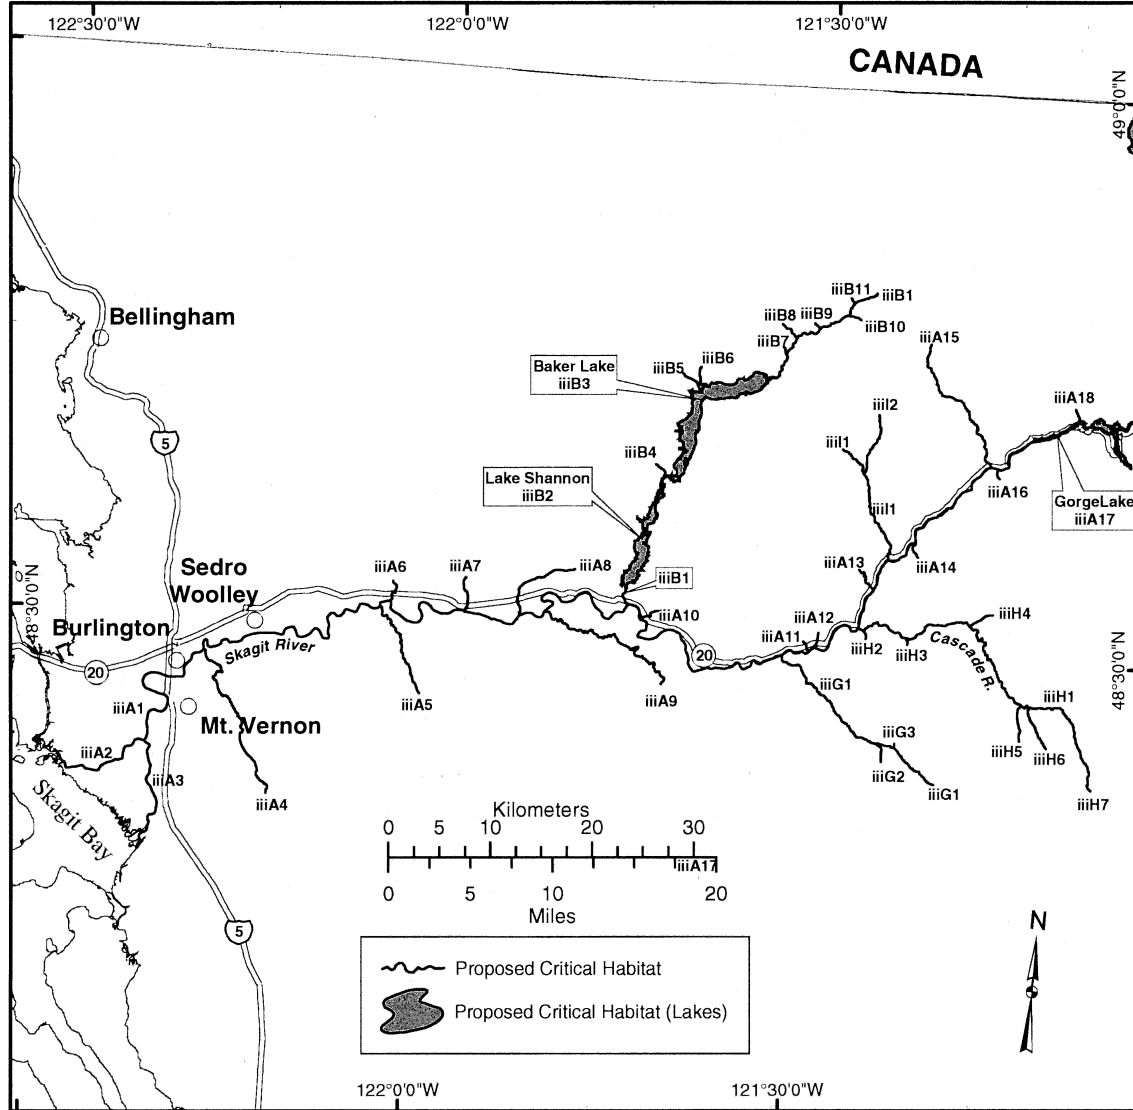 122°30'0"W
122°0'0"W
121°30'0"W
CANADA
49°0'0"N
Bellingham
iiiB11
iiiB1
iiiB8
iiiB9
iiiB10
iiiB7
iiiA15
Baker Lake
iiiB3
iiiB5
iiiB6
iiiI2
iiiA18
5
iiiI1
iiiB4
Lake Shannon
iiiB2
iiiA16
GorgeLake
iiiA17
iiiI1
48°30'0"N
Sedro
Woolley
iiiA6
iiiA7
iiiA8
iiiB1
iiiA13
iiiA14
Burlington
iiiA10
iiiA12
iiiH4
Skagit River
20
iiiA11
iiiH2
iiiH3
Cascade R.
20
48°30'0"N
iiiA1
iiiA5
iiiA9
iiiG1
iiiH1
Mt. Vernon
iiiA2
iiiG3
iiiH5
iiiH6
iiiA3
iiiG2
iiiA4
iiiG1
iiiH7
Skagit Bay
Kilometers
0 5 10 20 30
iiiA17
0 5 10 20
Miles
N
5
Proposed Critical Habitat
Proposed Critical Habitat (Lakes)
122°0'0"W
121°30'0"W